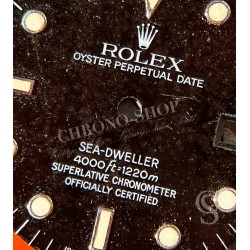 ROLEX
OYSTER PERPETUAL DATE
CHRONO-SHOP
SEA-DWELLER
4000ft=1220m
SUPERLATIVE CHRONOMETER
OFFICIALLY CERTIFIED